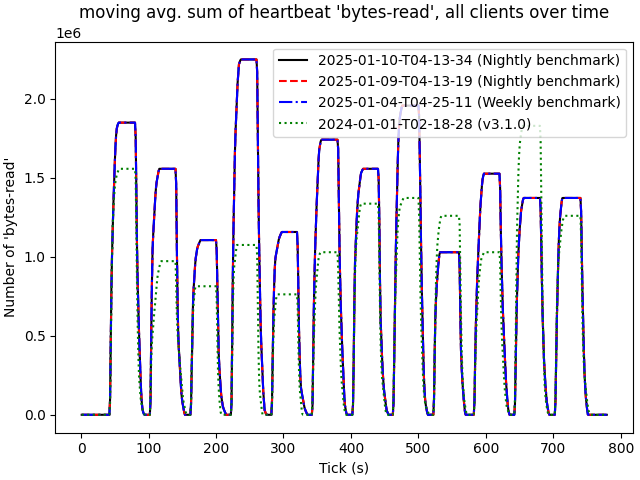 moving avg. sum of heartbeat 'bytes-read', all clients over time
1e6
2025-01-10-T04-13-34 (Nightly benchmark)
2025-01-09-T04-13-19 (Nightly benchmark)
2025-01-04-T04-25-11 (Weekly benchmark)
2024-01-01-T02-18-28 (v3.1.0)
2.0
1.5
1.0
0.5
0.0
Number of 'bytes-read'
0 100 200 300 400 500 600 700 800
Tick (s)